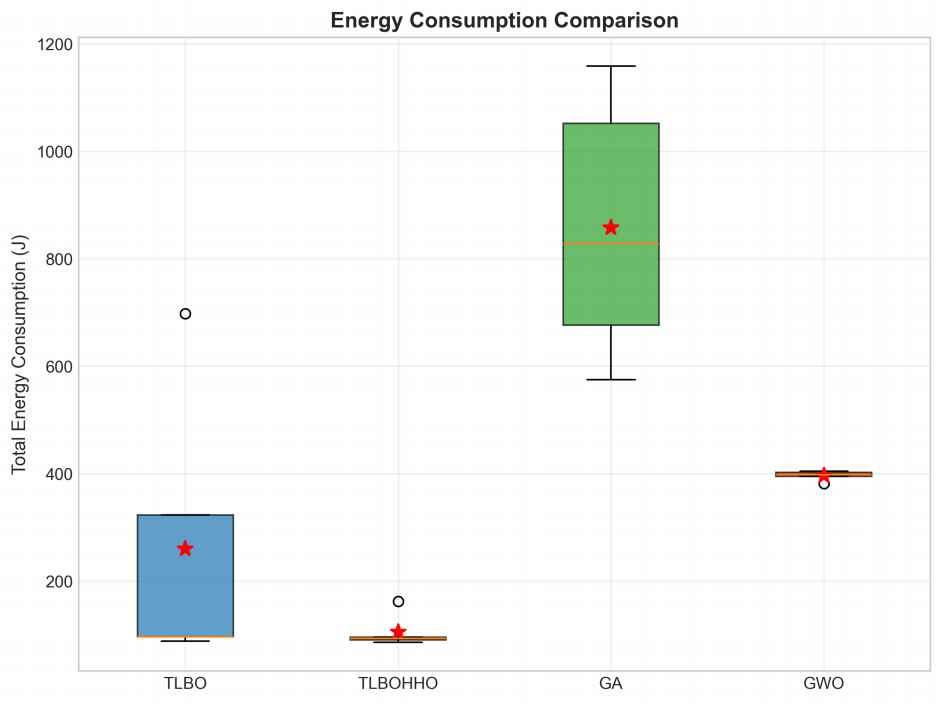 Energy Consumption Comparison
Total Energy Consumption (J)
1200
1000
800
600
400
200
TLBO TLBOHHO GA GWO